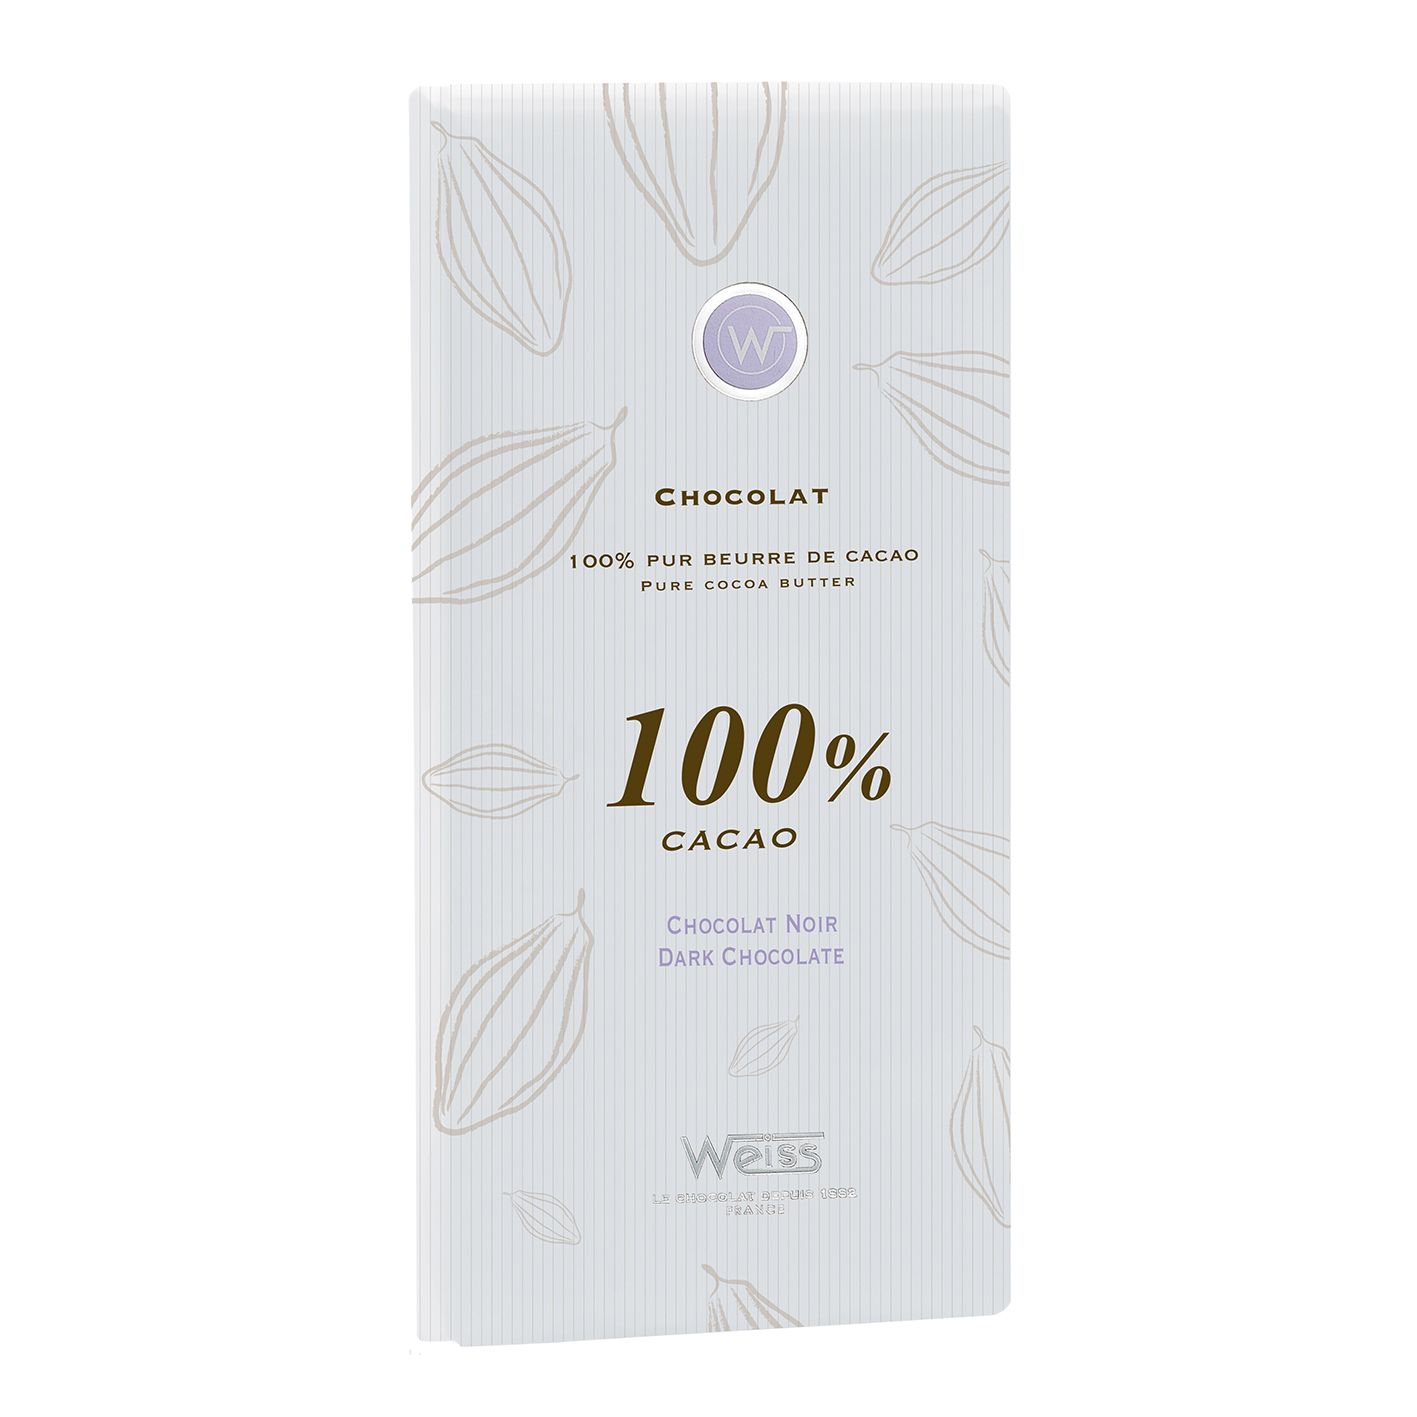 W
CHOCOLAT
100% PUR BEURRE DE CACAO
PURE COCOA BUTTER
100%
CACAO
CHOCOLAT NOIR
DARK CHOCOLATE
Weiss
LE CHOCOLAT DEPUIS 1882
FRANCE